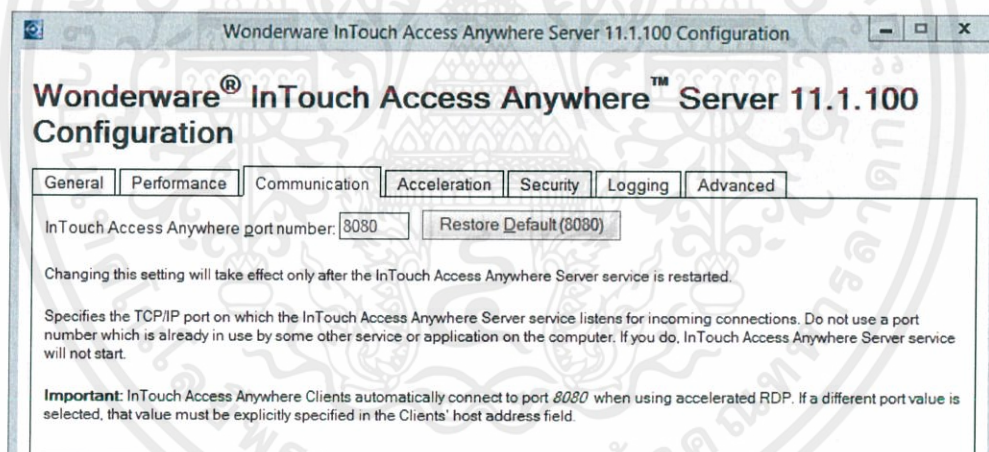 Wonderware InTouch Access Anywhere Server 11.1.100 Configuration
Wonderware® InTouch Access Anywhere™ Server 11.1.100
Configuration
General Performance Communication Acceleration Security Logging Advanced
InTouch Access Anywhere port number: 8080 Restore Default (8080)
Changing this setting will take effect only after the InTouch Access Anywhere Server service is restarted.
Specifies the TCP/IP port on which the InTouch Access Anywhere Server service listens for incoming connections. Do not use a port
number which is already in use by some other service or application on the computer. If you do, InTouch Access Anywhere Server service
will not start.
Important: InTouch Access Anywhere Clients automatically connect to port 8080 when using accelerated RDP. If a different port value is
selected, that value must be explicitly specified in the Clients' host address field.